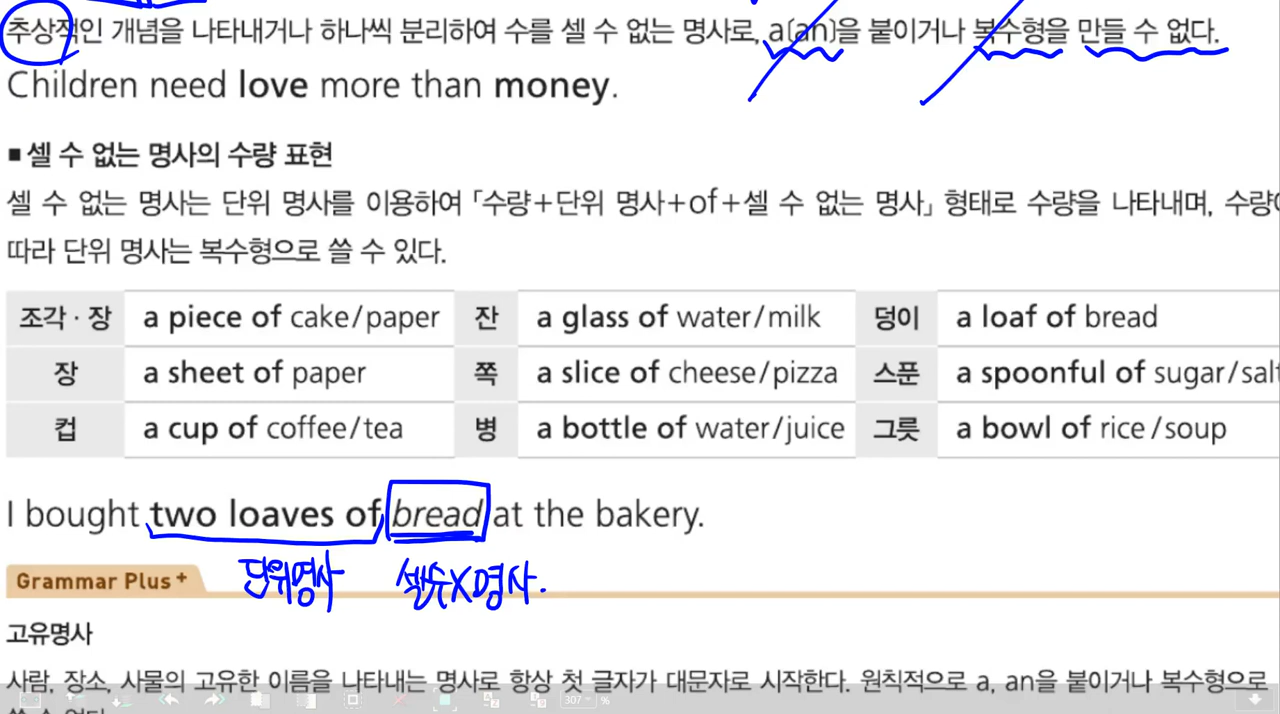 추상적인 개념을 나타내거나 하나씩 분리하여 수를 셀 수 없는 명사로, a(an)을 붙이거나 복수형을 만들 수 없다.
Children need love more than money.
■ 셀 수 없는 명사의 수량 표현
셀 수 없는 명사는 단위 명사를 이용하여 「수량+단위 명사+of+셀 수 없는 명사」 형태로 수량을 나타내며, 수량에
따라 단위 명사는 복수형으로 쓸 수 있다.
조각 · 장 a piece of cake/paper 잔 a glass of water/milk 덩이 a loaf of bread
장 a sheet of paper 쪽 a slice of cheese/pizza 스푼 a spoonful of sugar/salt
컵 a cup of coffee/tea 병 a bottle of water/juice 그릇 a bowl of rice/soup
I bought two loaves of bread at the bakery.
단위명사 셀수X명사.
Grammar Plus +
고유명사
사람, 장소, 사물의 고유한 이름을 나타내는 명사로 항상 첫 글자가 대문자로 시작한다. 원칙적으로 a, an을 붙이거나 복수형으로
307 %